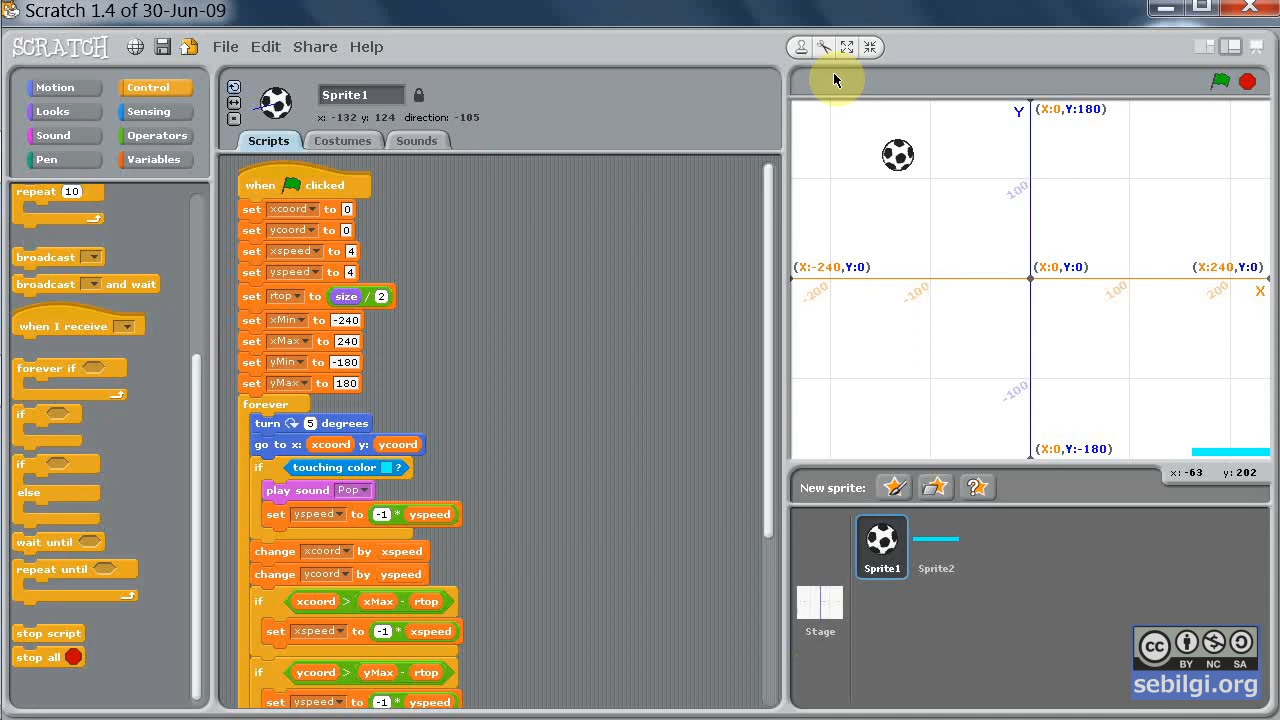 Scratch 1.4 of 30-Jun-09
SCRATCH File Edit Share Help
Motion Control
Looks Sensing
Sound Operators
Pen Variables
repeat 10
broadcast
broadcast and wait
when I receive
forever if
if
if
else
wait until
repeat until
stop script
stop all
Sprite1
x: -132 y: 124 direction: -105
Scripts Costumes Sounds
when clicked
set xcoord to 0
set ycoord to 0
set xspeed to 4
set yspeed to 4
set rtop to size / 2
set xMin to -240
set xMax to 240
set yMin to -180
set yMax to 180
forever
turn 5 degrees
go to x: xcoord y: ycoord
if touching color ?
play sound Pop
set yspeed to -1 * yspeed
change xcoord by xspeed
change ycoord by yspeed
if xcoord > xMax - rtop
set xspeed to -1 * xspeed
if ycoord > yMax - rtop
set yspeed to -1 * yspeed
Y (X:0,Y:180)
100
(X:-240,Y:0) (X:0,Y:0) (X:240,Y:0)
-200 -100 100 200 X
-100
(X:0,Y:-180)
x: -63 y: 202
New sprite:
Sprite1 Sprite2
Stage
cc BY NC SA
sebilgi.org